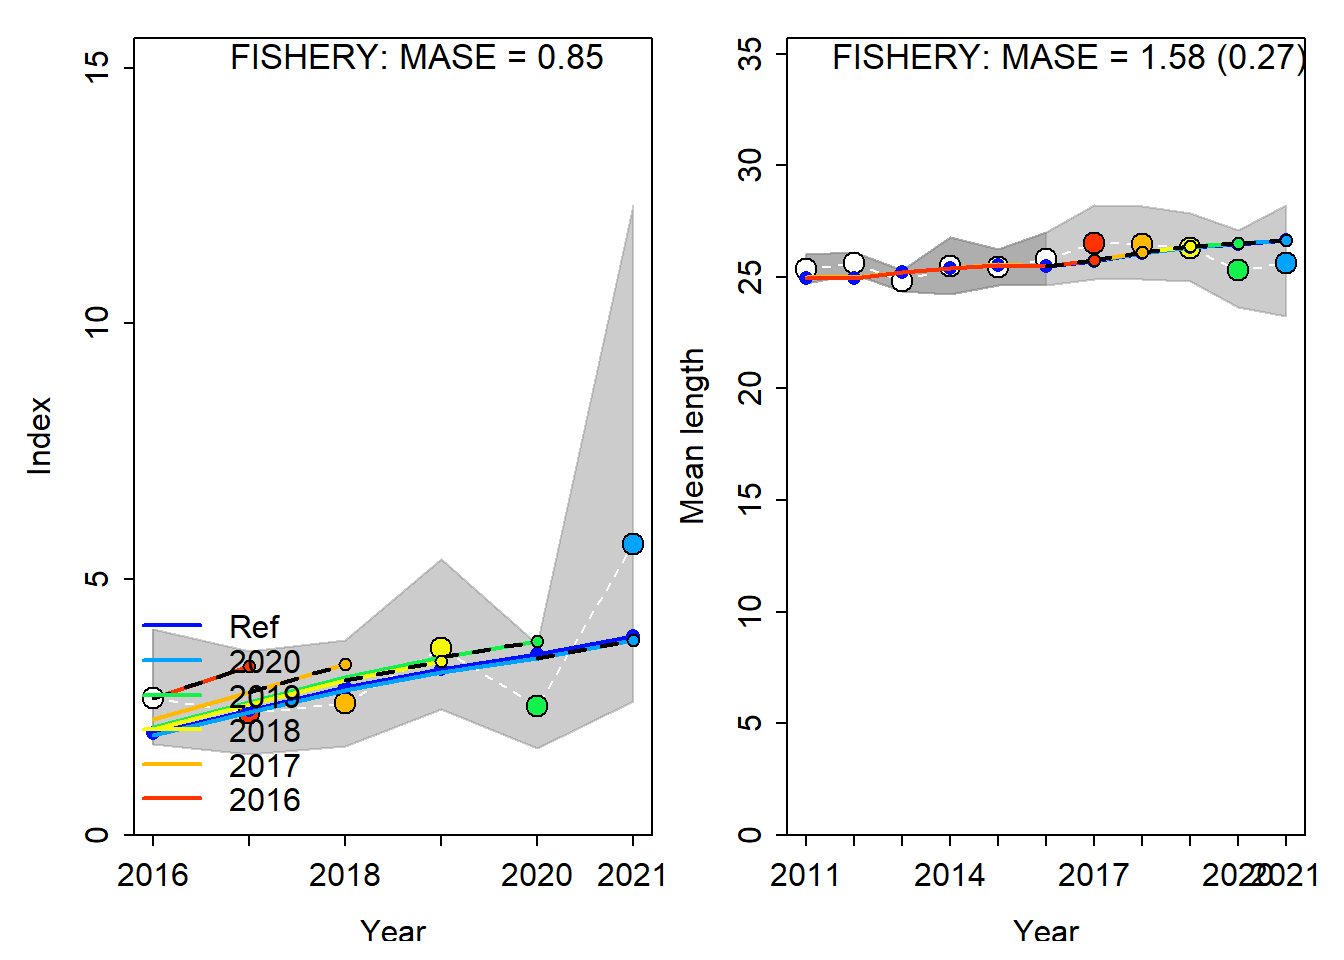 FISHERY: MASE = 0.85
Index
15
10
5
0
Ref
2020
2019
2018
2017
2016
2016 2018 2020 2021
Year
FISHERY: MASE = 1.58 (0.27)
Mean length
35
30
25
20
15
10
5
0
2011 2014 2017 2020 2021
Year